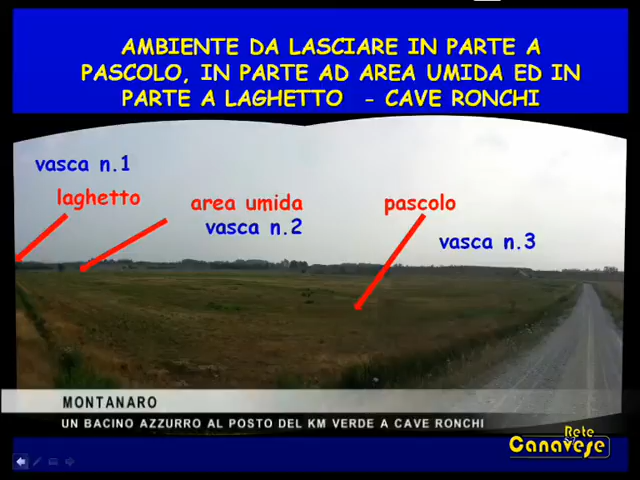 AMBIENTE DA LASCIARE IN PARTE A
PASCOLO, IN PARTE AD AREA UMIDA ED IN
PARTE A LAGHETTO - CAVE RONCHI
vasca n.1
laghetto
area umida
vasca n.2
pascolo
vasca n.3
MONTANARO
UN BACINO AZZURRO AL POSTO DEL KM VERDE A CAVE RONCHI
Rete
Canavese